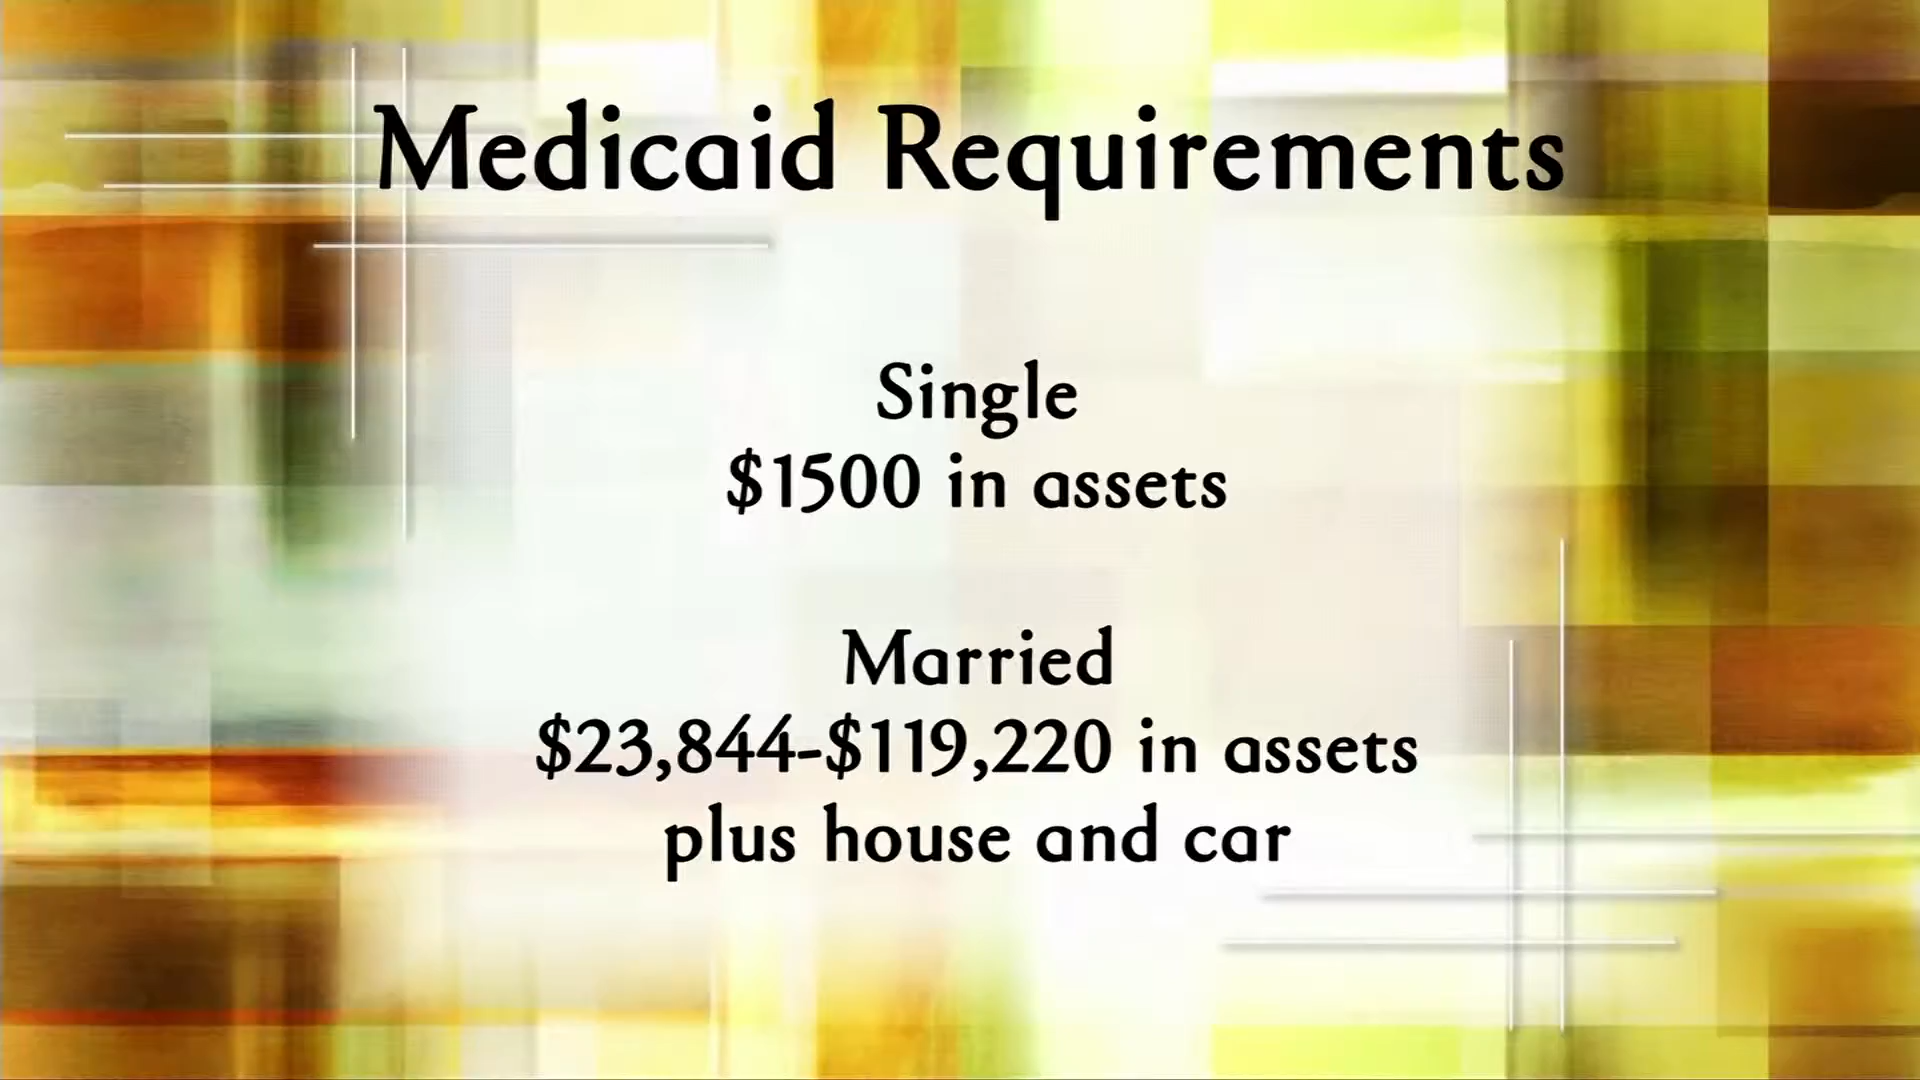 Medicaid Requirements
Single
$1500 in assets
Married
$23,844-$119,220 in assets
plus house and car